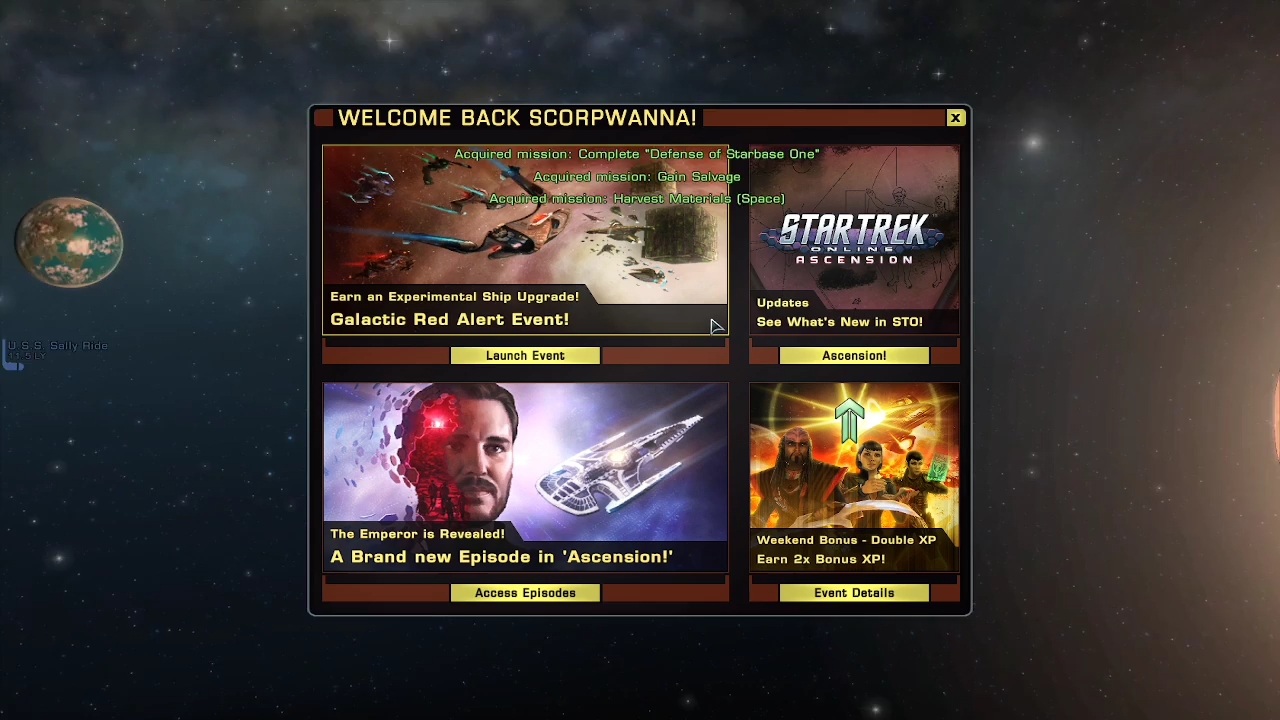 WELCOME BACK SCORPWANNA!
X
Acquired mission: Complete "Defense of Starbase One"
Acquired mission: Gain Salvage
Acquired mission: Harvest Materials (Space)
Earn an Experimental Ship Upgrade!
Galactic Red Alert Event!
Launch Event
STAR TREK
ONLINE
ASCENSION
Updates
See What's New in STO!
Ascension!
U.S.S. Sally Ride
11.5 LY
The Emperor is Revealed!
A Brand new Episode in 'Ascension!'
Access Episodes
Weekend Bonus - Double XP
Earn 2x Bonus XP!
Event Details